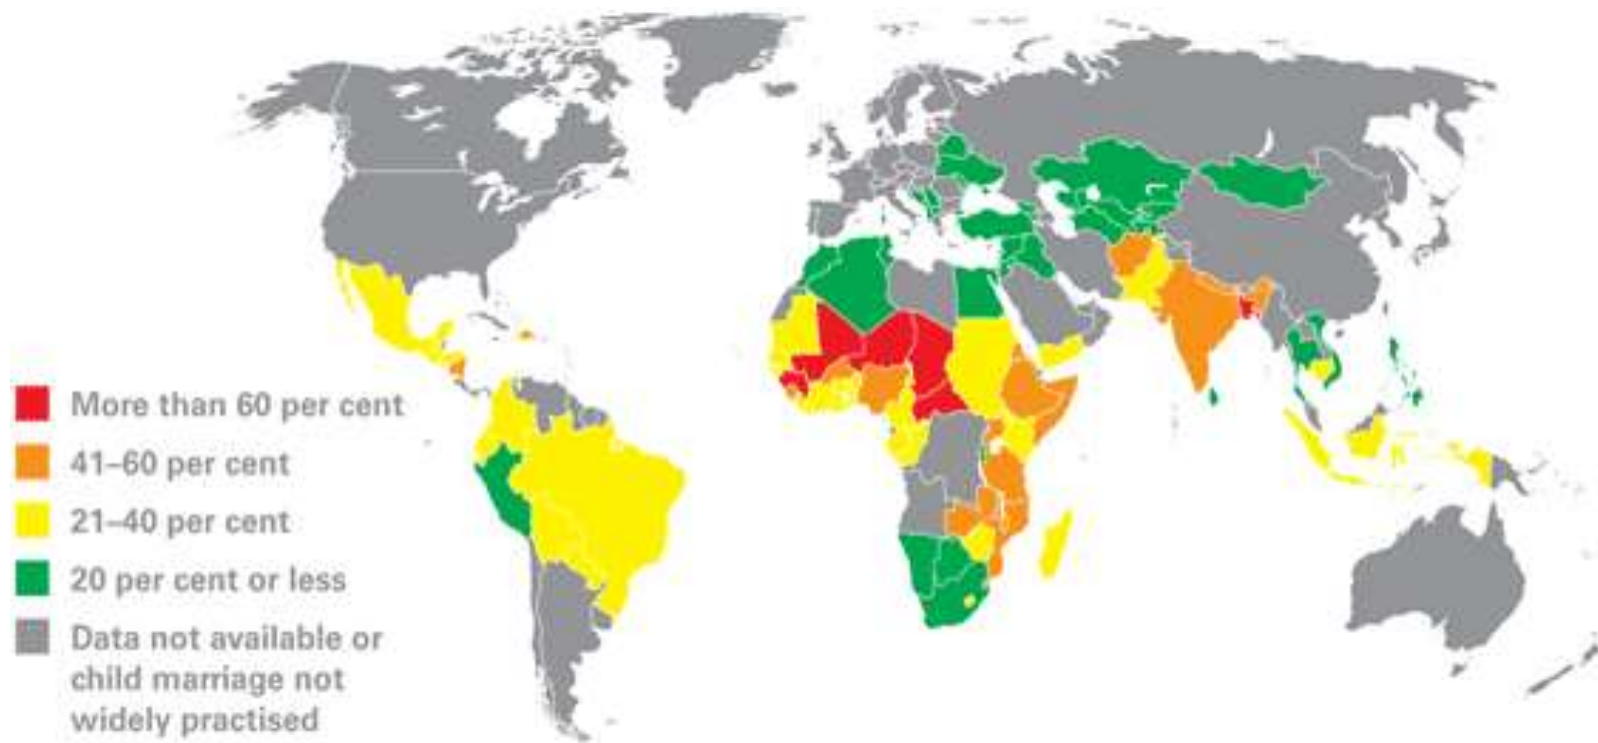 More than 60 per cent
41–60 per cent
21–40 per cent
20 per cent or less
Data not available or
child marriage not
widely practised